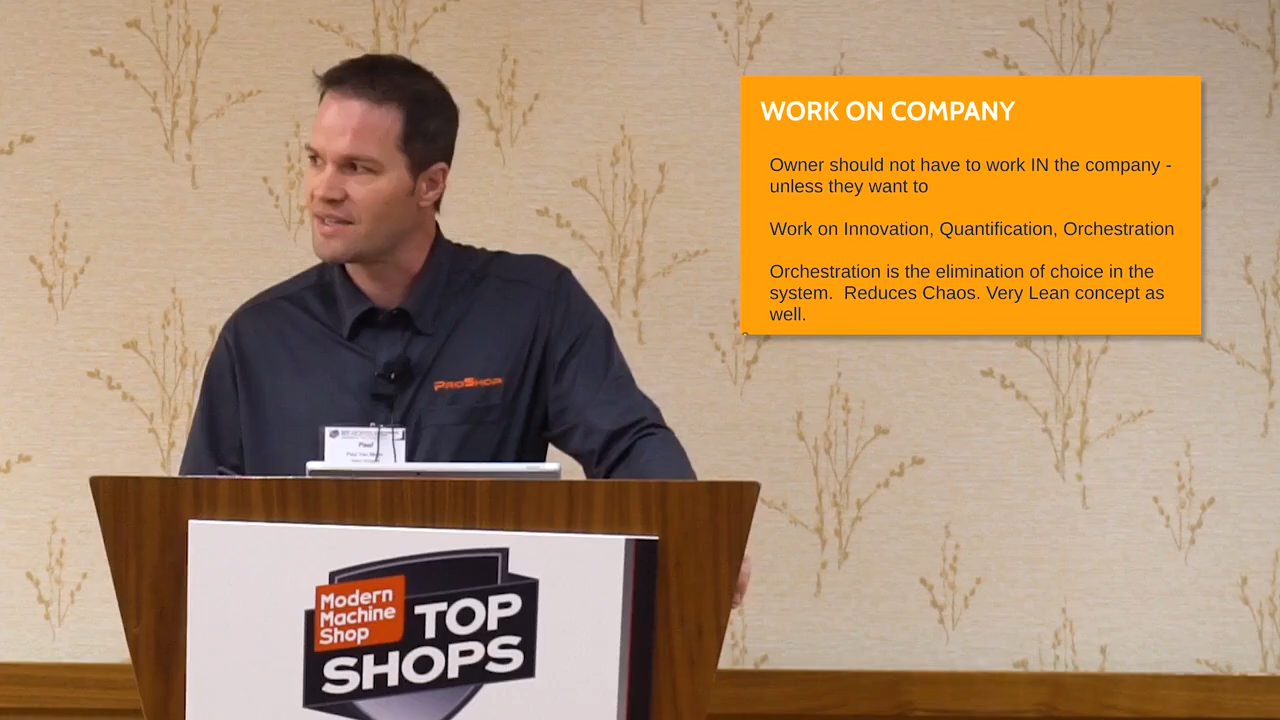 WORK ON COMPANY
Owner should not have to work IN the company -
unless they want to
Work on Innovation, Quantification, Orchestration
Orchestration is the elimination of choice in the
system.  Reduces Chaos. Very Lean concept as
well.
PROSHOP
Paul
Modern
Machine
Shop
TOP
SHOPS